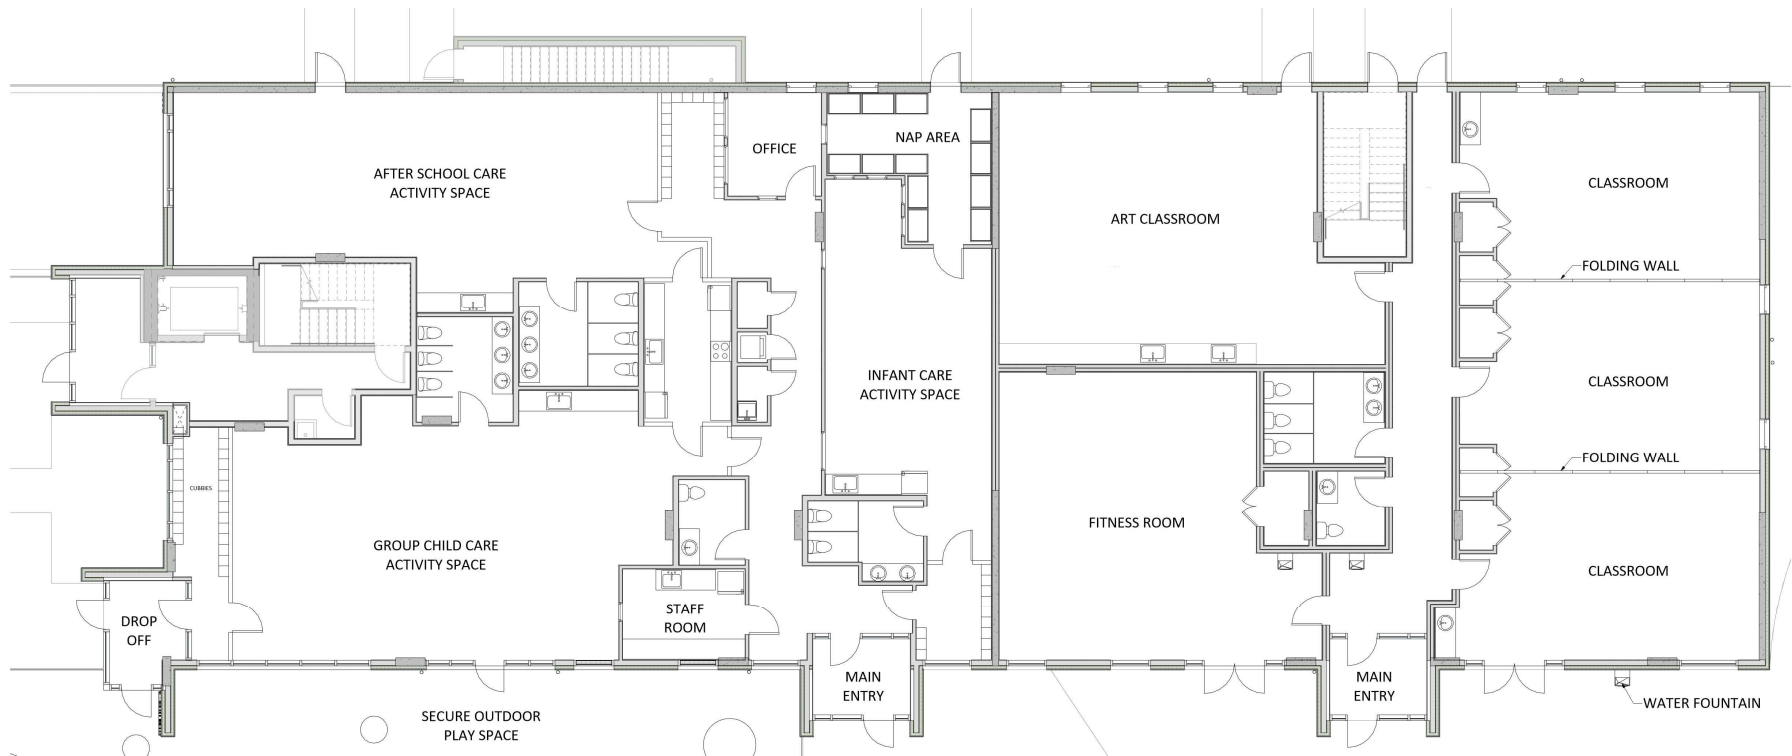 AFTER SCHOOL CARE
ACTIVITY SPACE
OFFICE
NAP AREA
ART CLASSROOM
CLASSROOM
FOLDING WALL
INFANT CARE
ACTIVITY SPACE
CLASSROOM
FOLDING WALL
CUBBIES
GROUP CHILD CARE
ACTIVITY SPACE
FITNESS ROOM
CLASSROOM
DROP
OFF
STAFF
ROOM
MAIN
ENTRY
MAIN
ENTRY
SECURE OUTDOOR
PLAY SPACE
WATER FOUNTAIN